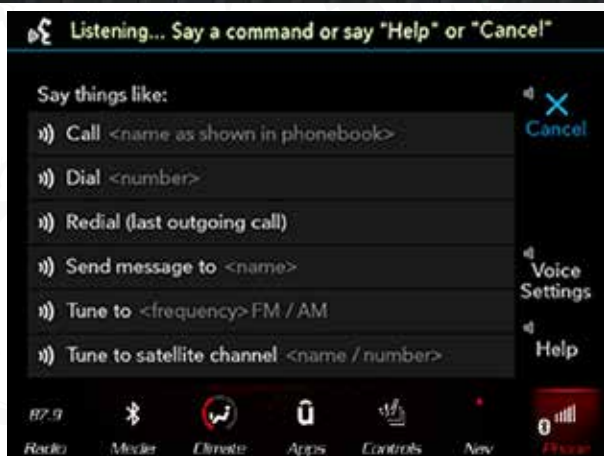 Listening... Say a command or say "Help" or "Cancel"
Say things like:
Call <name as shown in phonebook>
Cancel
Dial <number>
Redial (last outgoing call)
Send message to <name>
Voice
Settings
Tune to <frequency> FM / AM
Help
Tune to satellite channel <name / number>
87.9
Radio Media Climate Apps Controls Nav Phone